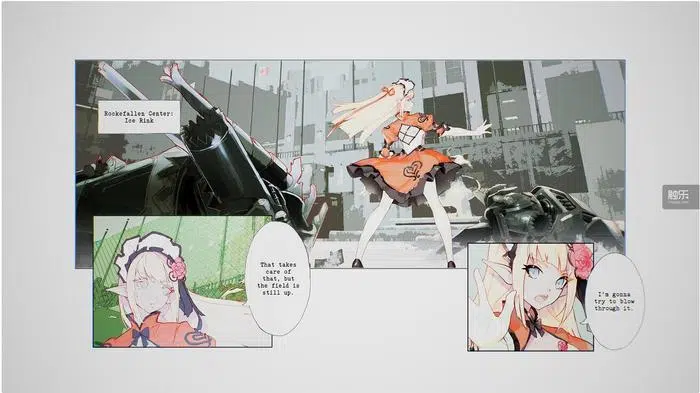 Rockefallen Center:
Ice Rink
That takes
care of
that, but
the field is
still up.
I'm gonna
try to blow
through it.
触乐